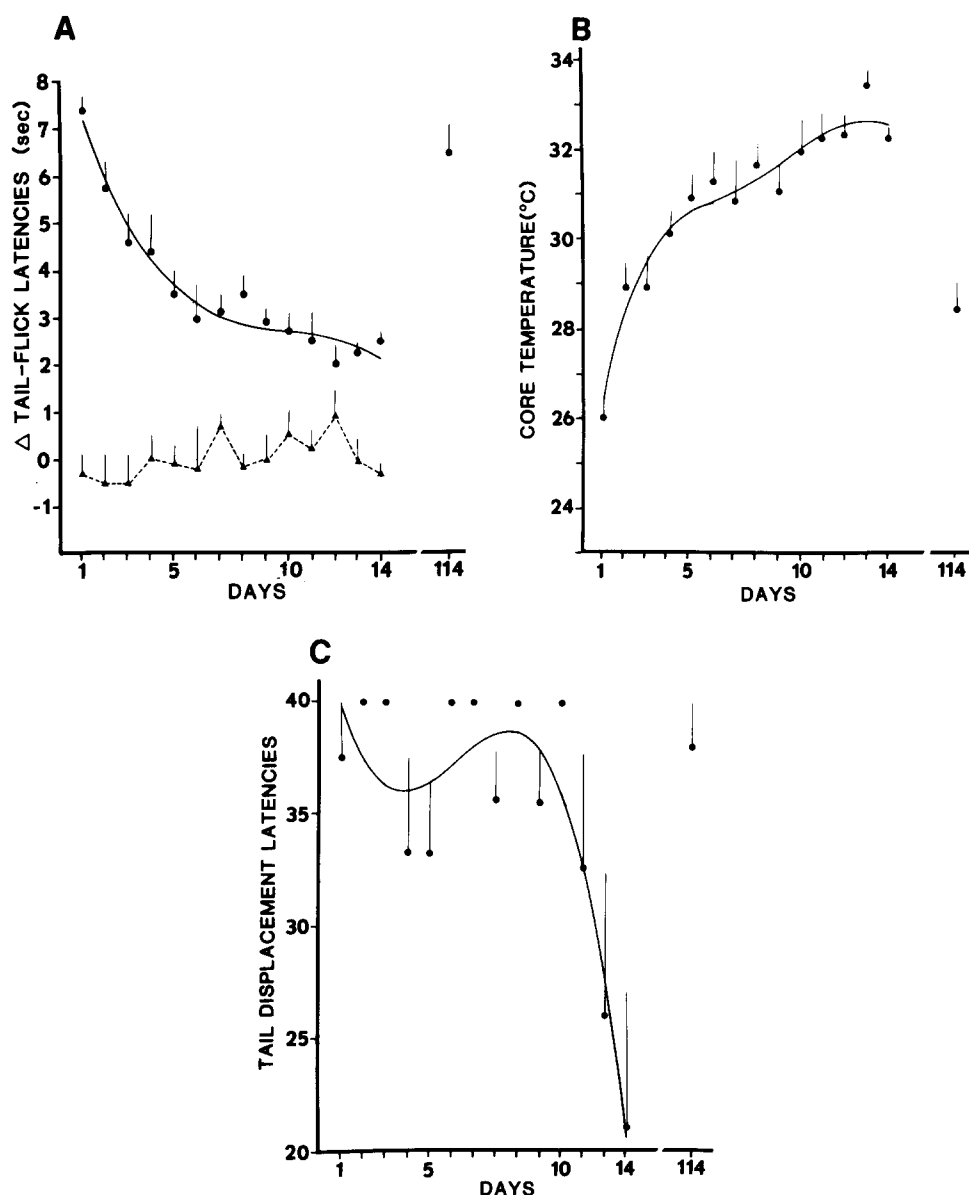 A
△ TAIL-FLICK LATENCIES (sec)
8
7
6
5
4
3
2
1
0
-1
1 5 10 14 114
DAYS
B
CORE TEMPERATURE(°C)
34
32
30
28
26
24
1 5 10 14 114
DAYS
C
TAIL DISPLACEMENT LATENCIES
40
35
30
25
20
1 5 10 14 114
DAYS